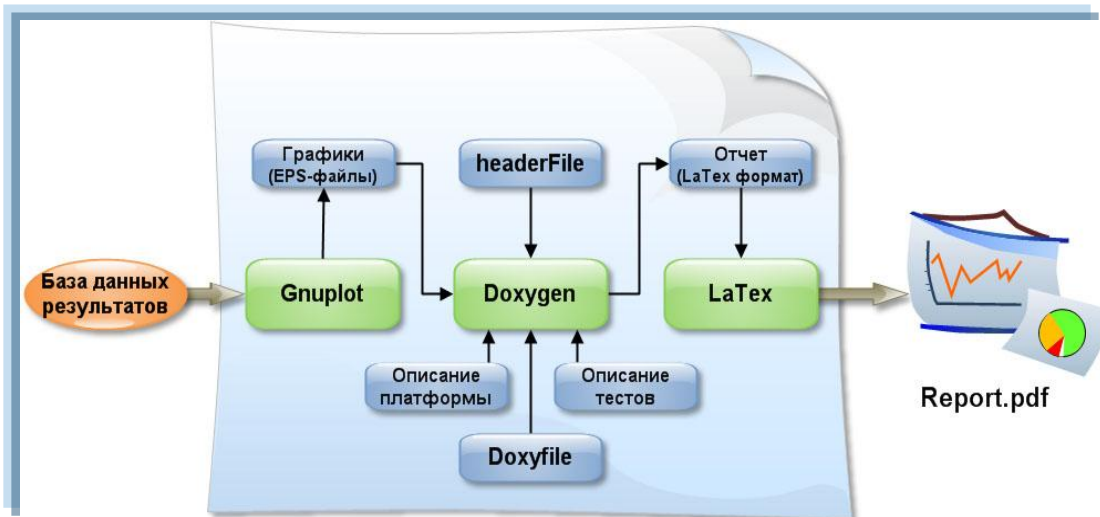 Графики
(EPS-файлы)
headerFile
Отчет
(LaTex формат)
База данных
результатов
Gnuplot
Doxygen
LaTex
Описание
платформы
Описание
тестов
Report.pdf
Doxyfile